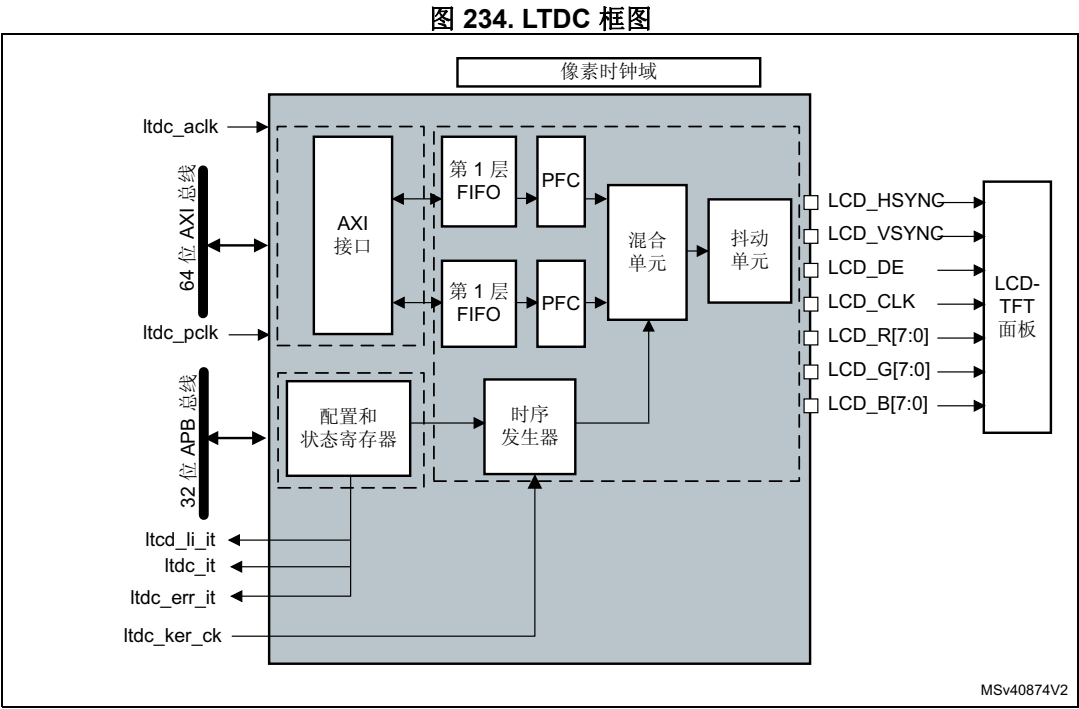 图 234. LTDC 框图
像素时钟域
ltdc_aclk
64 位 AXI 总线
ltdc_pclk
32 位 APB 总线
AXI
接口
第 1 层
FIFO
PFC
第 1 层
FIFO
PFC
混合
单元
抖动
单元
配置和
状态寄存器
时序
发生器
LCD_HSYNC
LCD_VSYNC
LCD_DE
LCD_CLK
LCD_R[7:0]
LCD_G[7:0]
LCD_B[7:0]
LCD-
TFT
面板
ltcd_li_it
ltdc_it
ltdc_err_it
ltdc_ker_ck
MSv40874V2